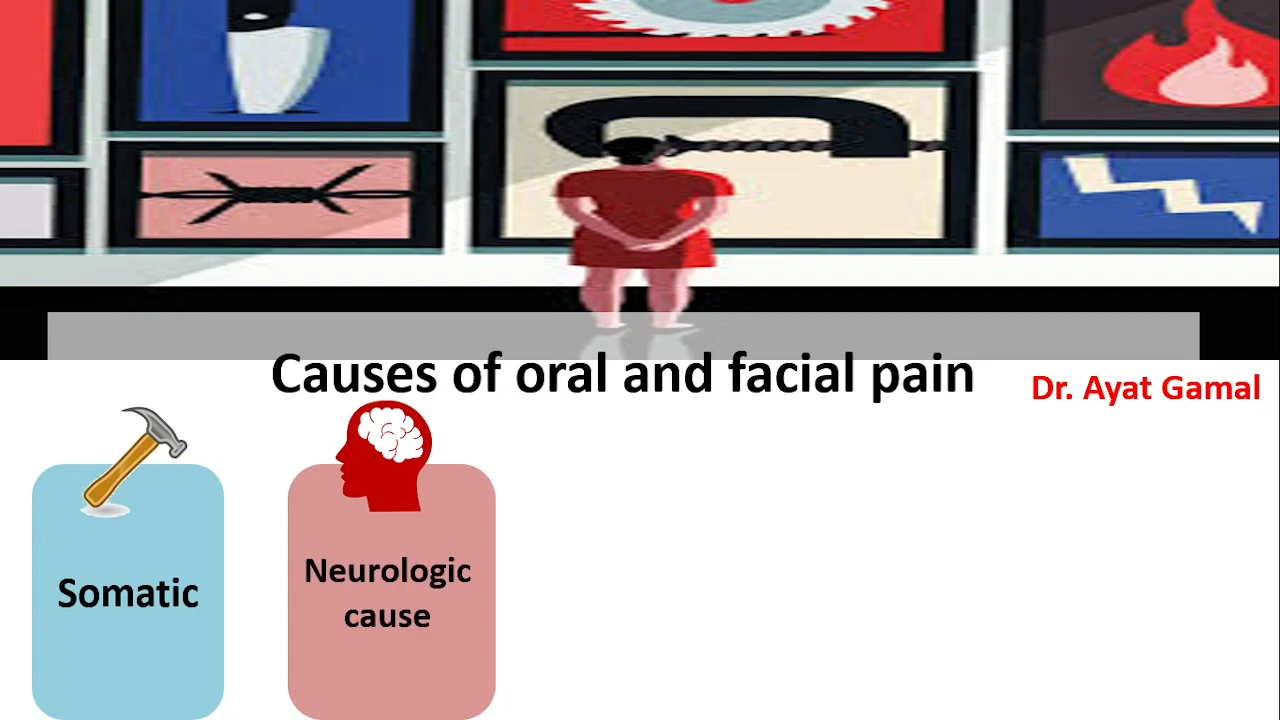 Causes of oral and facial pain
Dr. Ayat Gamal
Somatic
Neurologic
cause